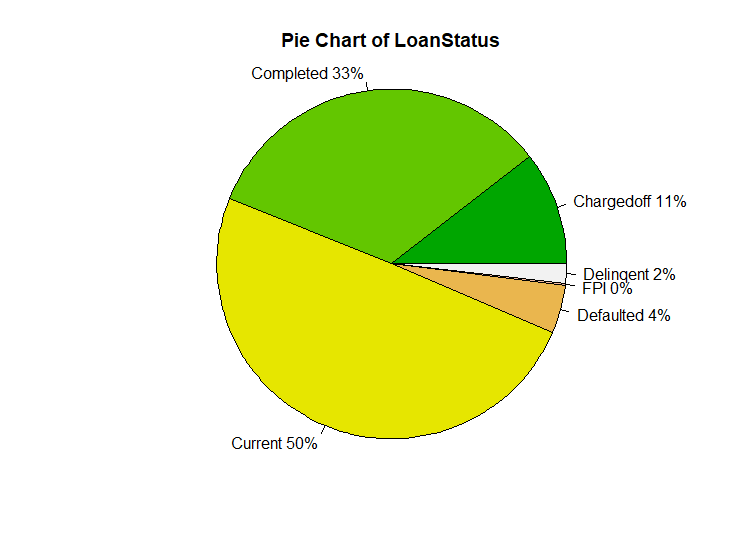 Pie Chart of LoanStatus
Completed 33%
Chargedoff 11%
Delinqent 2%
FPI 0%
Defaulted 4%
Current 50%